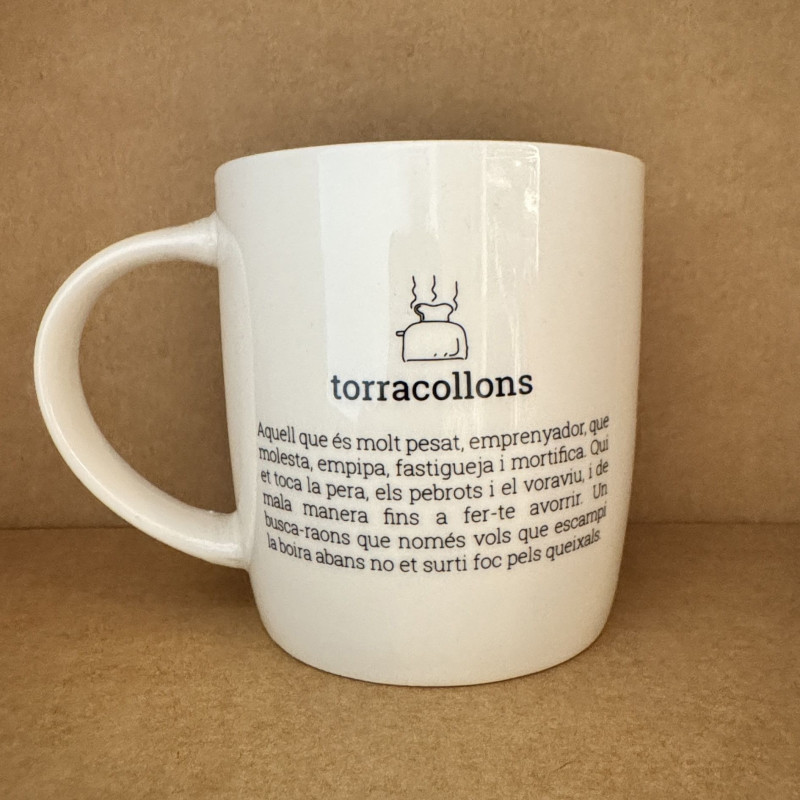 torracollons
Aquell que és molt pesat, emprenyador, que
molesta, empipa, fastigueja i mortifica. Qui
et toca la pera, els pebrots i el voraviu, i de
mala manera fins a fer-te avorrir. Un
busca-raons que només vols que escampi
la boira abans no et surti foc pels queixals.